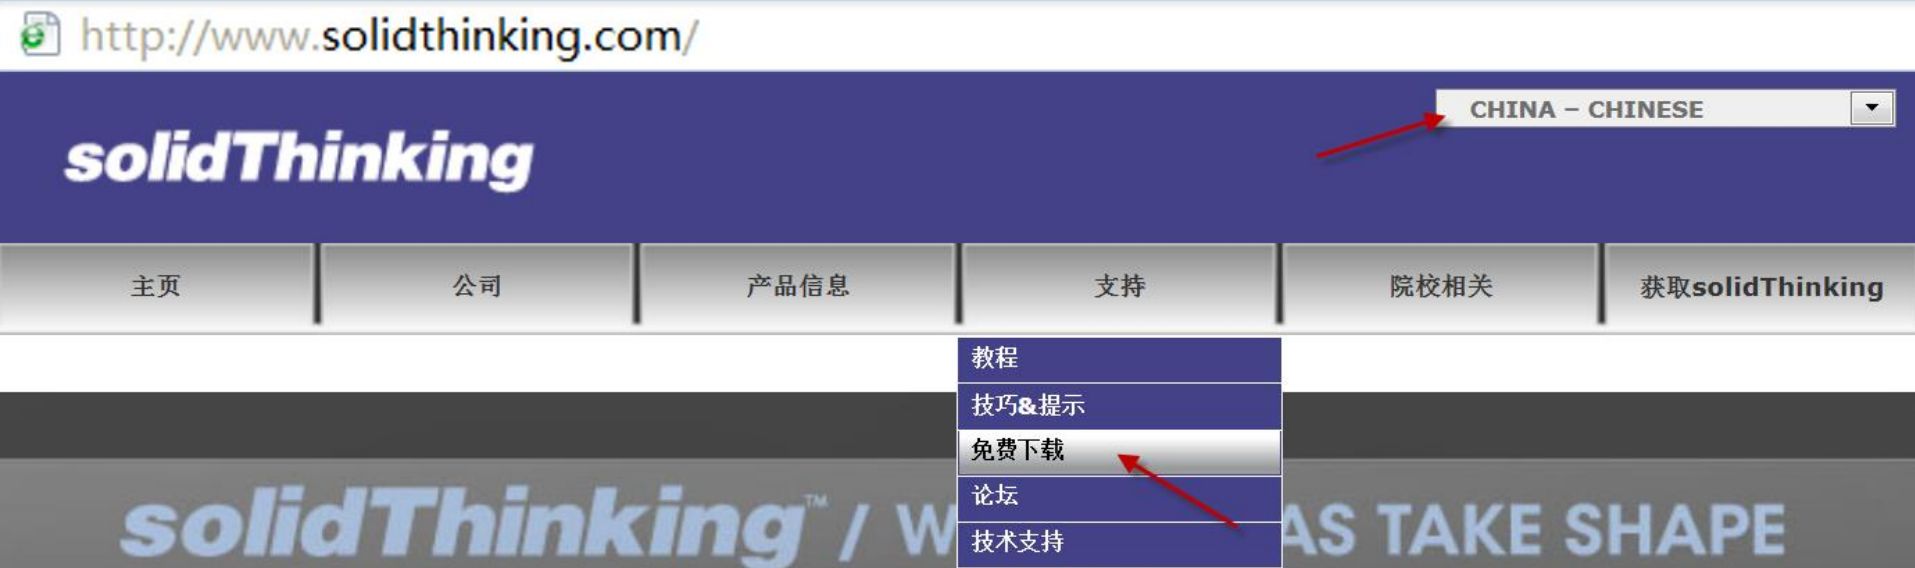 http://www.solidthinking.com/
CHINA – CHINESE
solidThinking
主页 公司 产品信息 支持 院校相关 获取solidThinking
教程
技巧&提示
免费下载
论坛
技术支持
solidThinking™ / W AS TAKE SHAPE